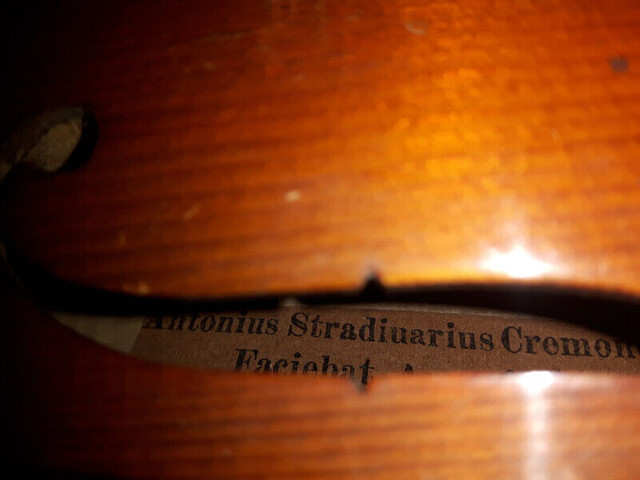 Antonius Stradiuarius Cremon
Faciebat A